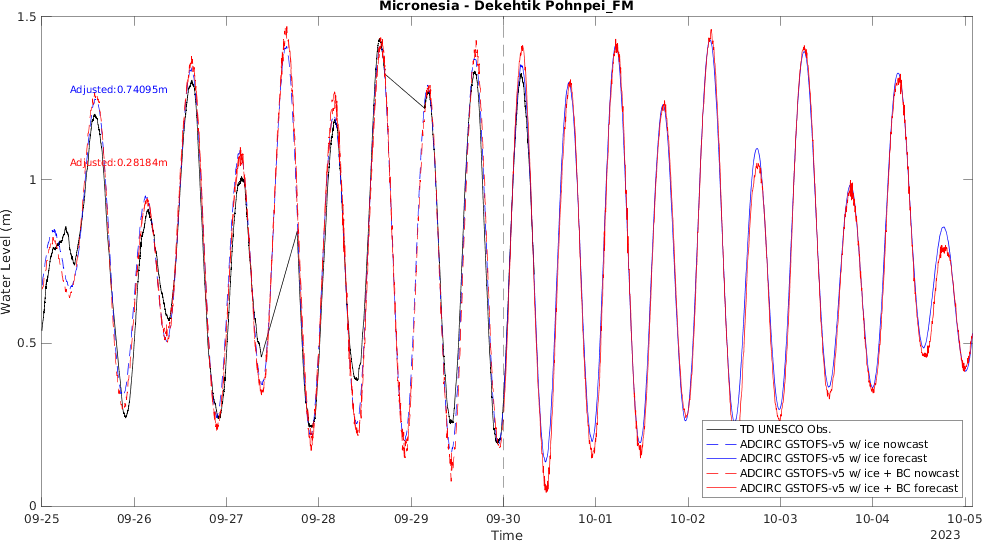 Micronesia - Dekehtik Pohnpei_FM
Water Level (m)
1.5
1
0.5
0
Adjusted:0.74095m
Adjusted:0.28184m
TD UNESCO Obs.
ADCIRC GSTOFS-v5 w/ ice nowcast
ADCIRC GSTOFS-v5 w/ ice forecast
ADCIRC GSTOFS-v5 w/ ice + BC nowcast
ADCIRC GSTOFS-v5 w/ ice + BC forecast
09-25 09-26 09-27 09-28 09-29 09-30 10-01 10-02 10-03 10-04 10-05
Time
2023